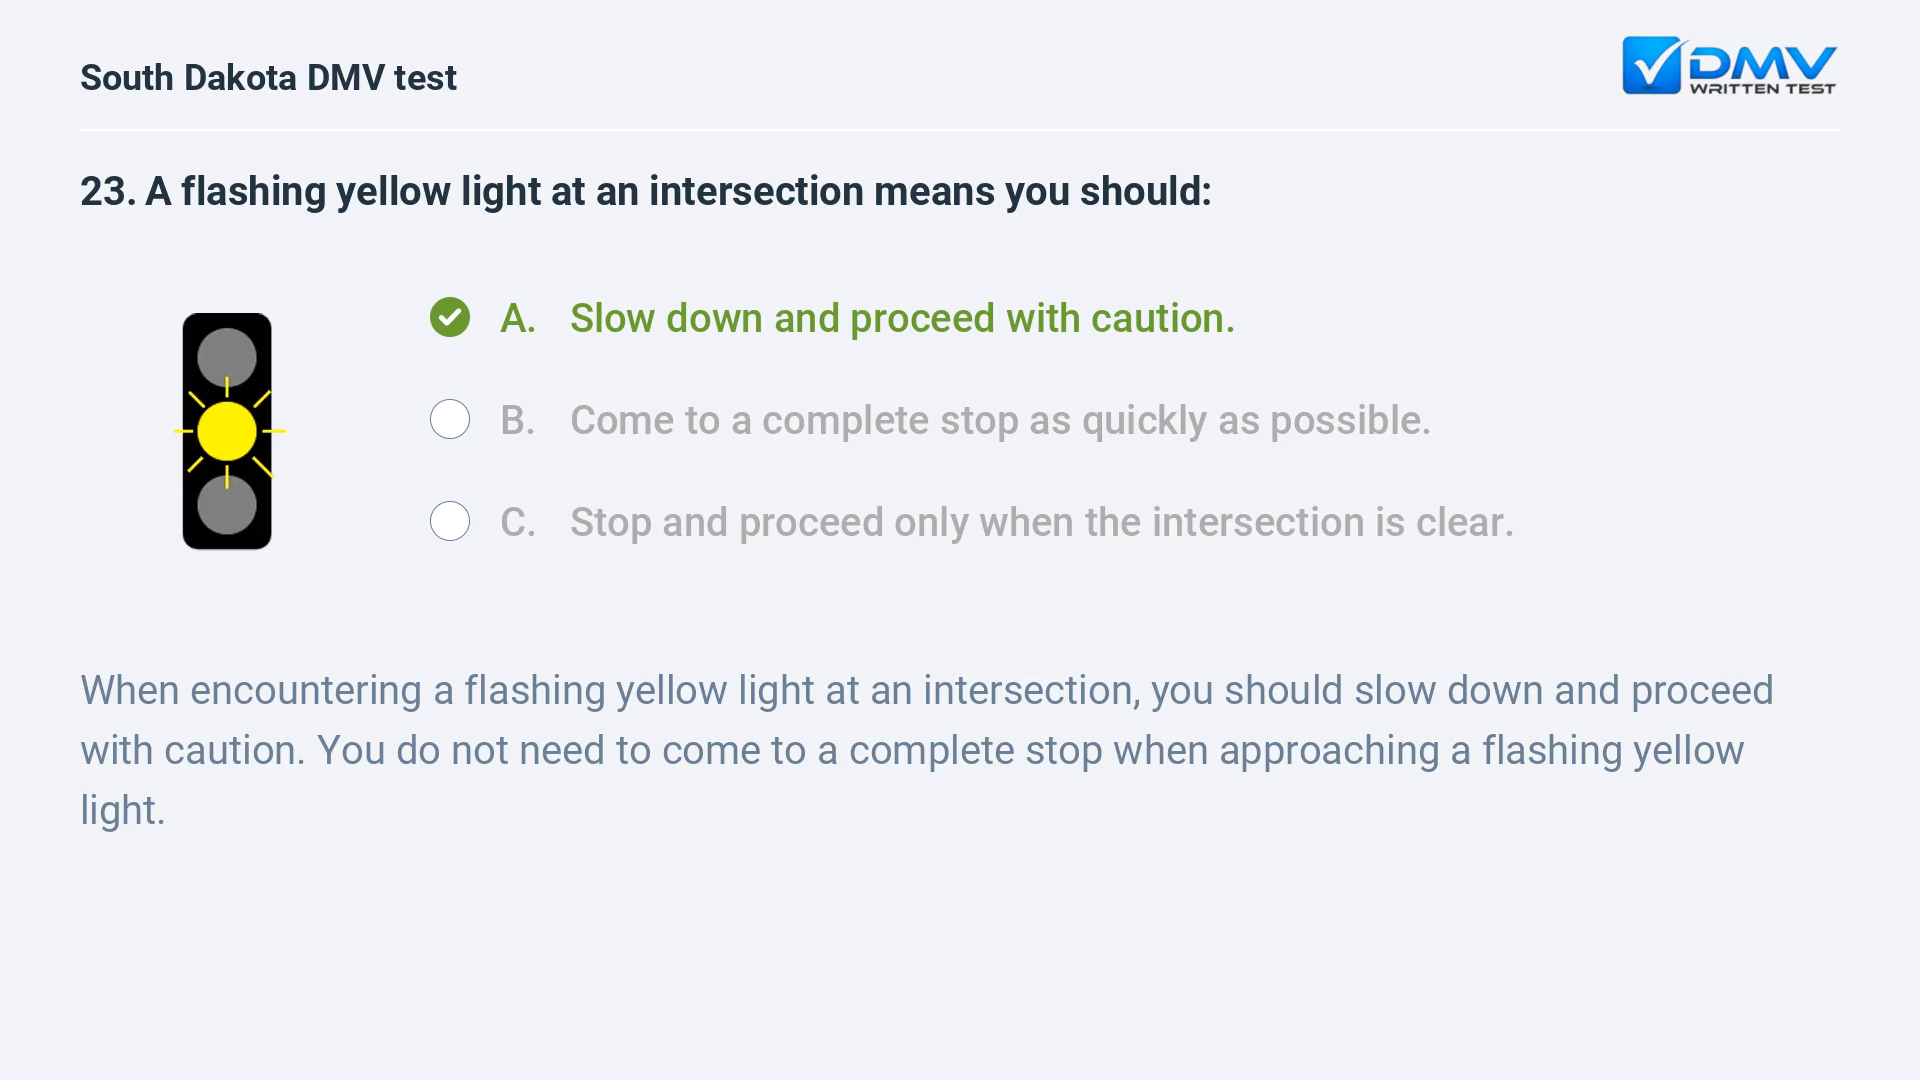 South Dakota DMV test
DMV
WRITTEN TEST
23. A flashing yellow light at an intersection means you should:
A. Slow down and proceed with caution.
B. Come to a complete stop as quickly as possible.
C. Stop and proceed only when the intersection is clear.
When encountering a flashing yellow light at an intersection, you should slow down and proceed
with caution. You do not need to come to a complete stop when approaching a flashing yellow
light.